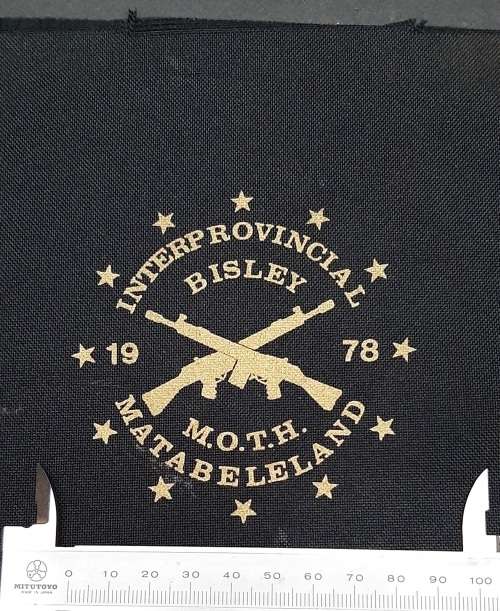 INTERPROVINCIAL
BISLEY
19 78
M.O.T.H.
MATABELELAND
MITUTOYO
0 10 20 30 40 50 60 70 80 90 100